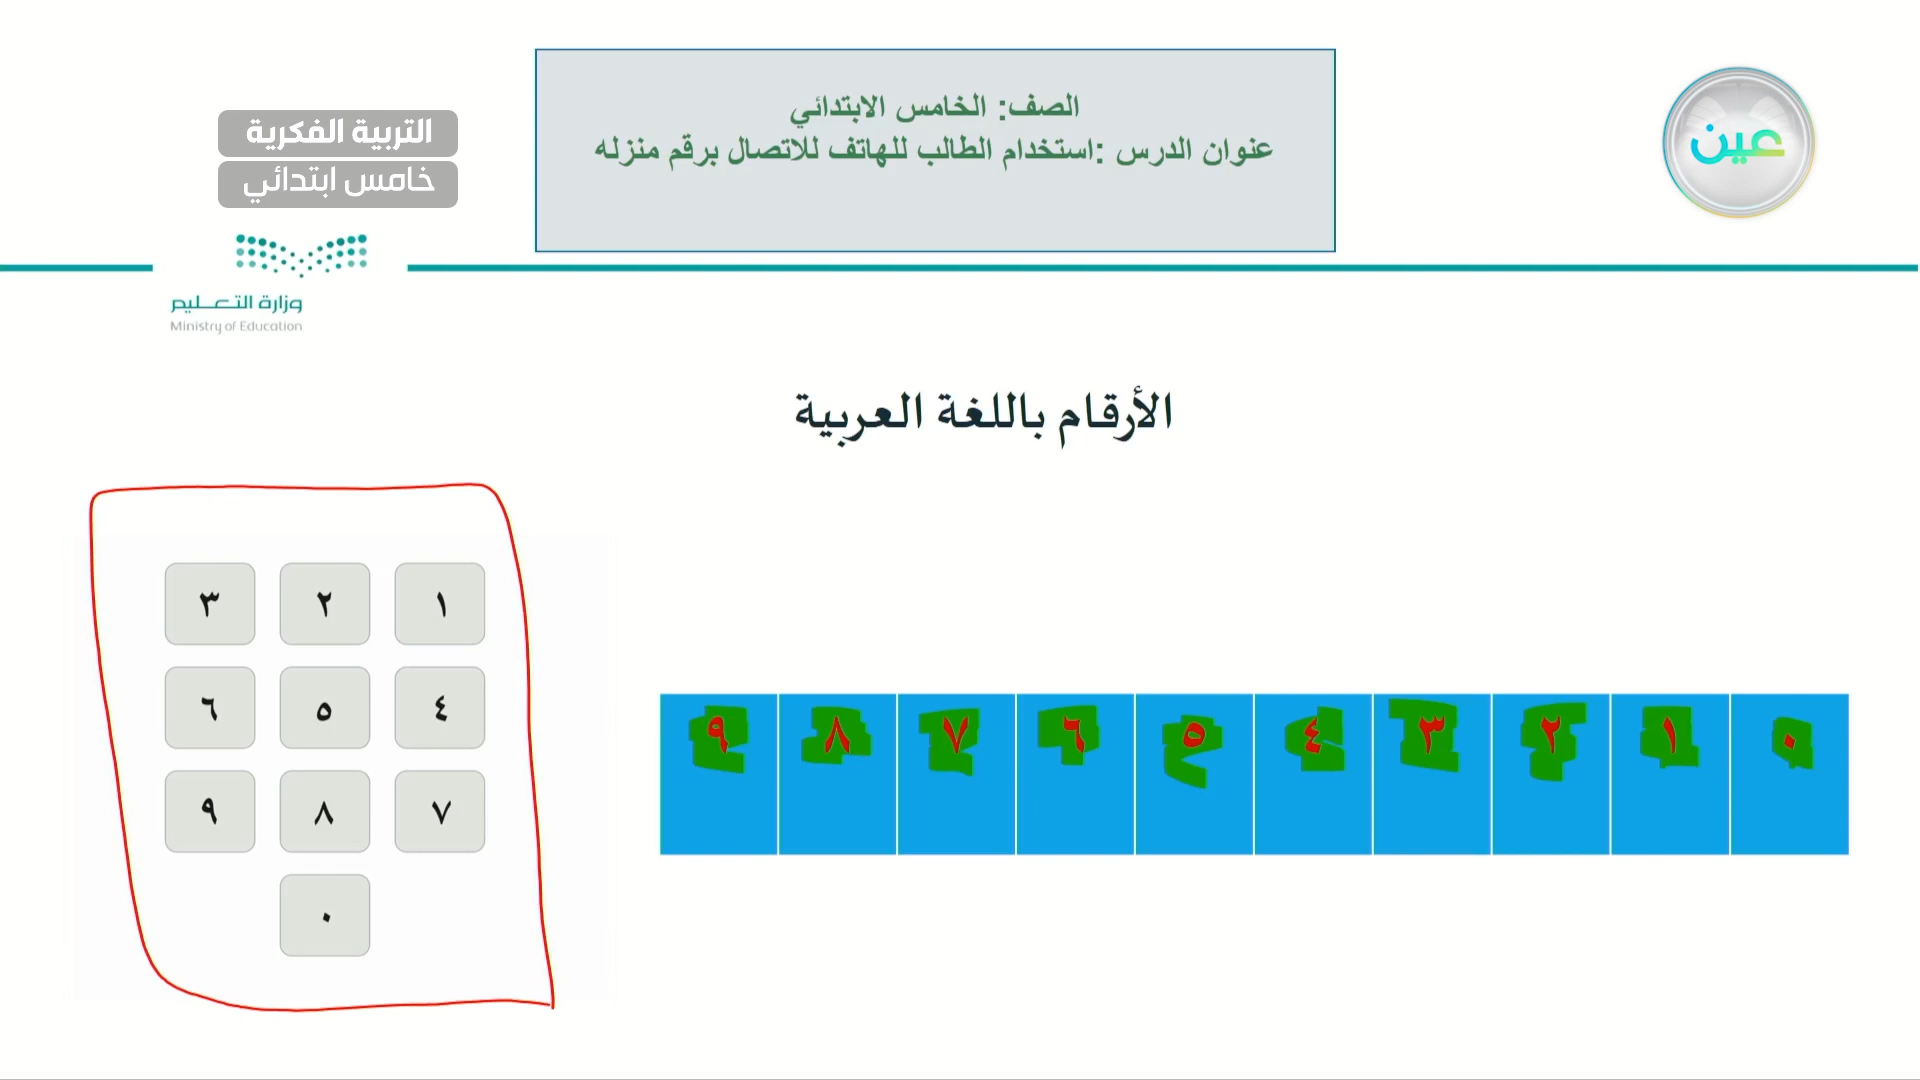 الصف: الخامس الابتدائي
عنوان الدرس :استخدام الطالب للهاتف للاتصال برقم منزله
عين
التربية الفكرية
خامس ابتدائي
وزارة التعليم
Ministry of Education
الأرقام باللغة العربية
١ ٢ ٣
٤ ٥ ٦
٧ ٨ ٩
٠
٠ ١ ٢ ٣ ٤ ٥ ٦ ٧ ٨ ٩